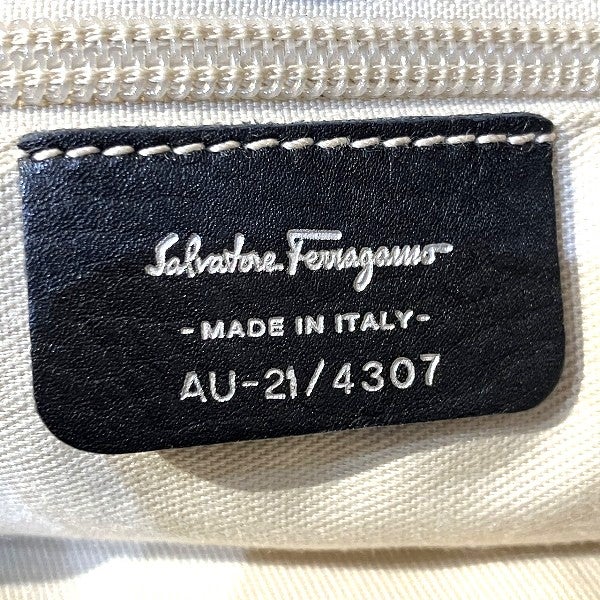 Salvatore Ferragamo
- MADE IN ITALY -
AU-21/4307